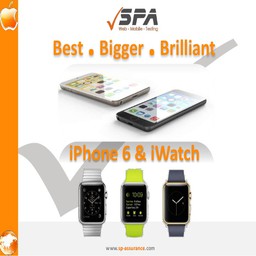 SPA
Web - Mobile - Testing
Best . Bigger . Brilliant
iPhone 6 & iWatch
www.sp-assurance.com